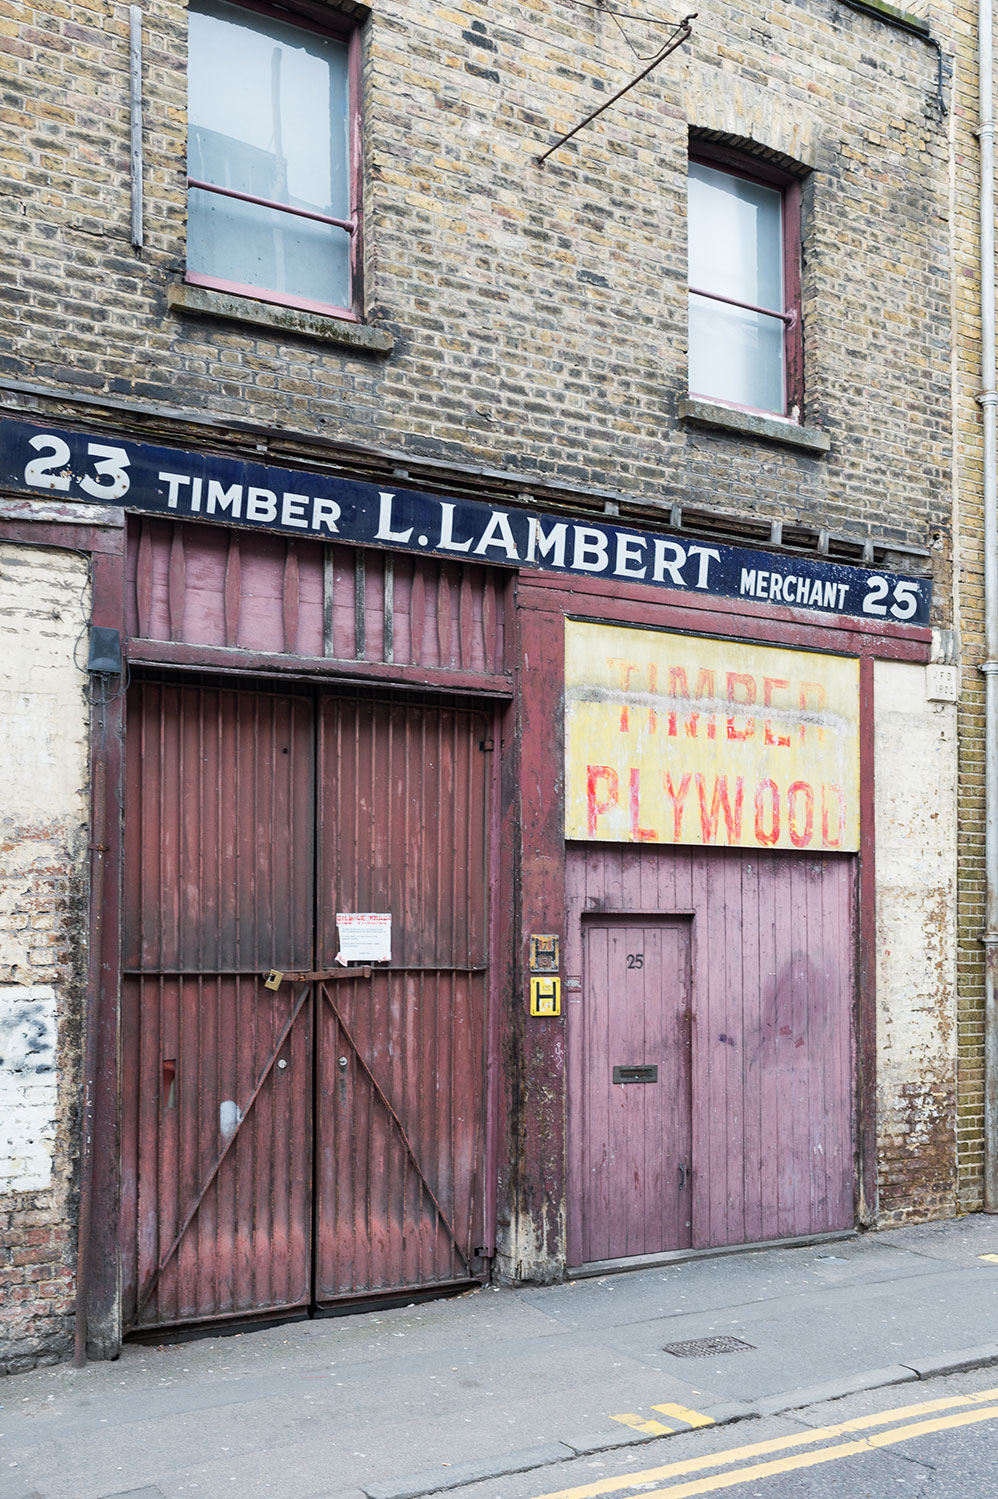 23 TIMBER L. LAMBERT MERCHANT 25
TIMBER
PLYWOOD
25
H